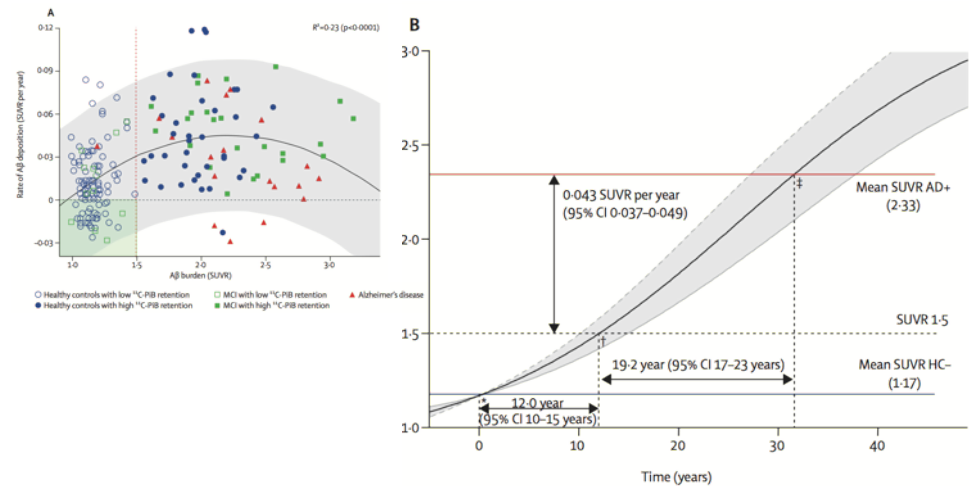 A
R²=0·23 (p<0·0001)
Rate of Aβ deposition (SUVR per year)
0·12
0·09
0·06
0·03
0
–0·03
1·0
1·5
2·0
2·5
3·0
Aβ burden (SUVR)
Healthy controls with low ¹¹C-PiB retention
MCI with low ¹¹C-PiB retention
Alzheimer's disease
Healthy controls with high ¹¹C-PiB retention
MCI with high ¹¹C-PiB retention
B
3·0
2·5
2·0
1·5
1·0
0·043 SUVR per year
(95% CI 0·037–0·049)
‡
Mean SUVR AD+
(2·33)
SUVR 1·5
†
19·2 year (95% CI 17–23 years)
Mean SUVR HC–
(1·17)
*
12·0 year
(95% CI 10–15 years)
0
10
20
30
40
Time (years)